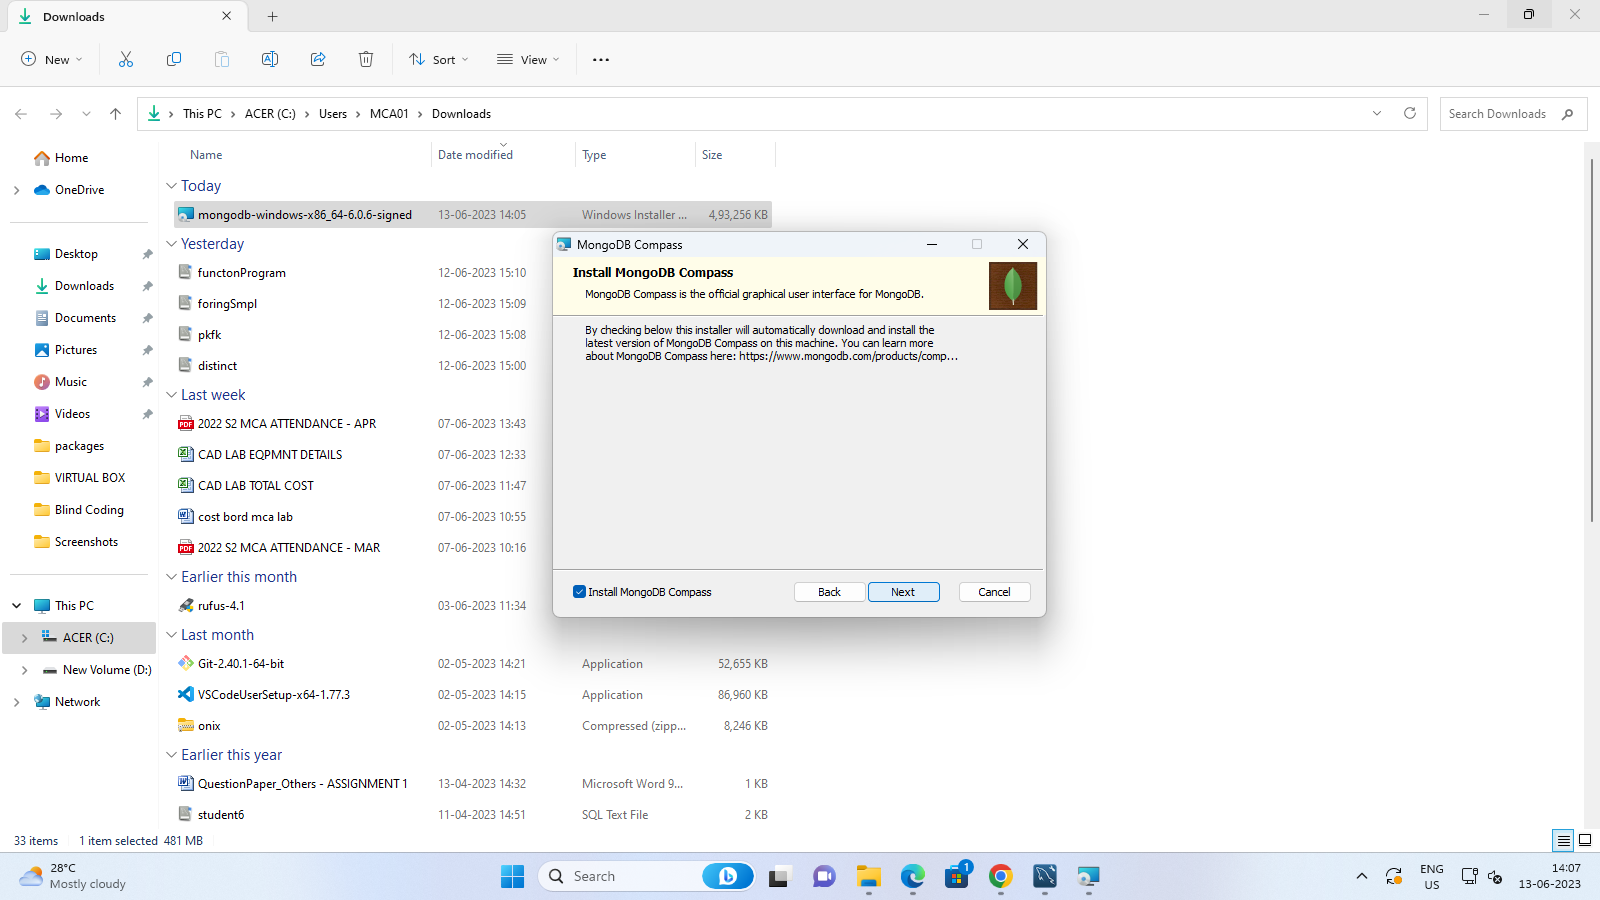 Downloads
New
Sort
View
This PC
ACER (C:)
Users
MCA01
Downloads
Search Downloads
Home
OneDrive
Desktop
Downloads
Documents
Pictures
Music
Videos
packages
VIRTUAL BOX
Blind Coding
Screenshots
This PC
ACER (C:)
New Volume (D:)
Network
Name Date modified Type Size
Today
mongodb-windows-x86_64-6.0.6-signed 13-06-2023 14:05 Windows Installer ... 4,93,256 KB
Yesterday
functonProgram 12-06-2023 15:10
foringSmpl 12-06-2023 15:09
pkfk 12-06-2023 15:08
distinct 12-06-2023 15:00
Last week
2022 S2 MCA ATTENDANCE - APR 07-06-2023 13:43
CAD LAB EQPMNT DETAILS 07-06-2023 12:33
CAD LAB TOTAL COST 07-06-2023 11:47
cost bord mca lab 07-06-2023 10:55
2022 S2 MCA ATTENDANCE - MAR 07-06-2023 10:16
Earlier this month
rufus-4.1 03-06-2023 11:34
Last month
Git-2.40.1-64-bit 02-05-2023 14:21 Application 52,655 KB
VSCodeUserSetup-x64-1.77.3 02-05-2023 14:15 Application 86,960 KB
onix 02-05-2023 14:13 Compressed (zipp... 8,246 KB
Earlier this year
QuestionPaper_Others - ASSIGNMENT 1 13-04-2023 14:32 Microsoft Word 9... 1 KB
student6 11-04-2023 14:51 SQL Text File 2 KB
MongoDB Compass
Install MongoDB Compass
MongoDB Compass is the official graphical user interface for MongoDB.
By checking below this installer will automatically download and install the
latest version of MongoDB Compass on this machine. You can learn more
about MongoDB Compass here: https://www.mongodb.com/products/comp...
Install MongoDB Compass
Back
Next
Cancel
33 items 1 item selected 481 MB
28°C
Mostly cloudy
Search
1
ENG
US
14:07
13-06-2023